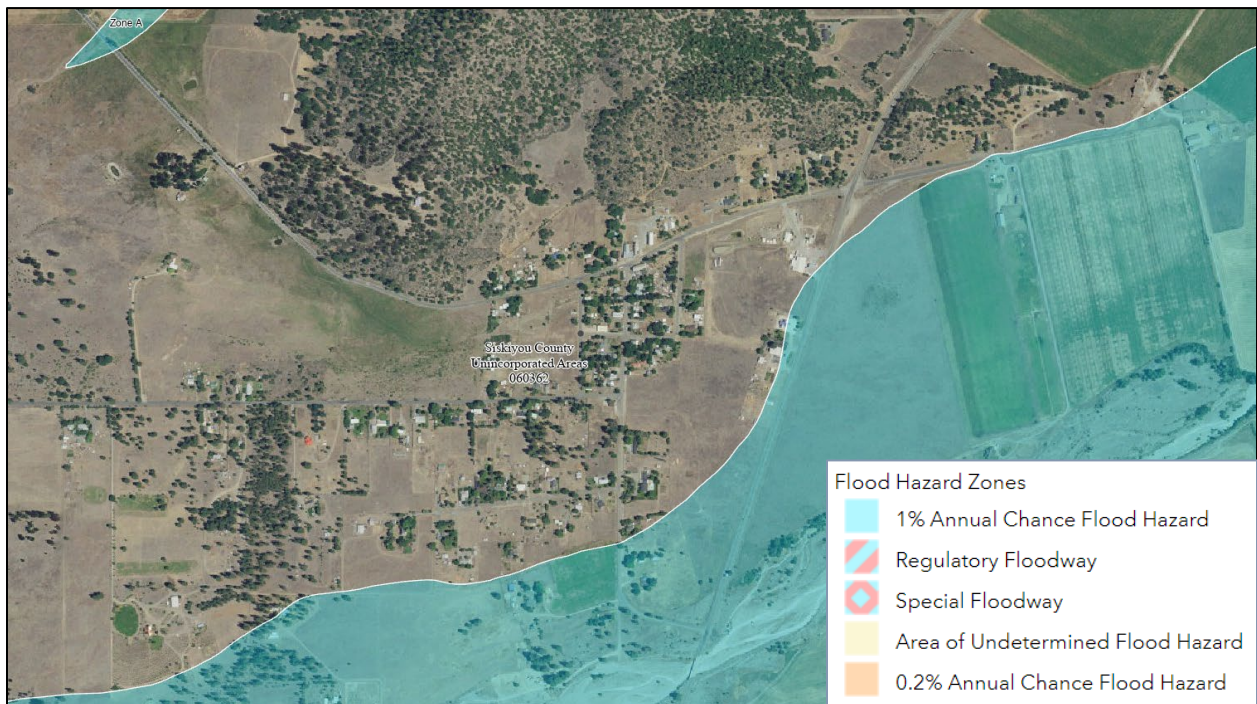 Zone A
Siskiyou County
Unincorporated Areas
060362
Flood Hazard Zones
1% Annual Chance Flood Hazard
Regulatory Floodway
Special Floodway
Area of Undetermined Flood Hazard
0.2% Annual Chance Flood Hazard